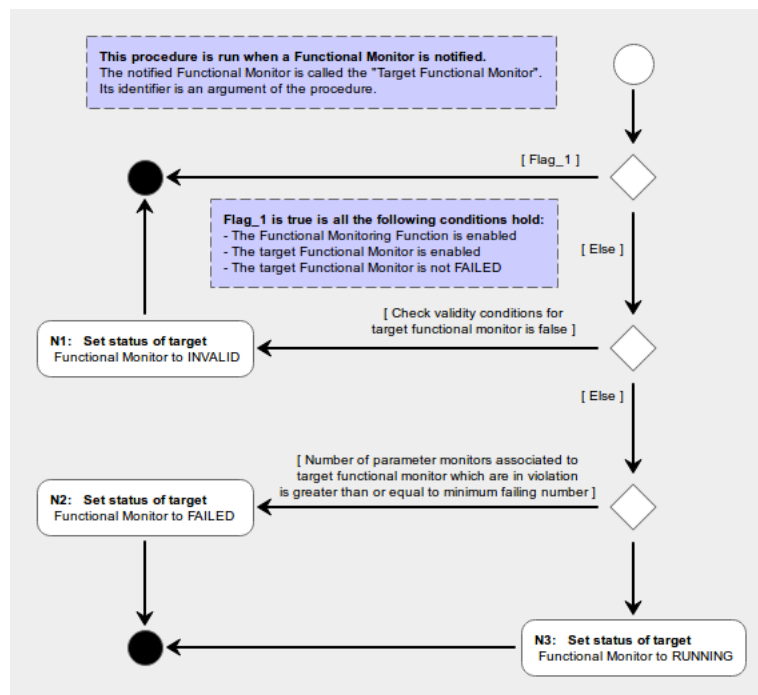 This procedure is run when a Functional Monitor is notified.
The notified Functional Monitor is called the "Target Functional Monitor".
Its identifier is an argument of the procedure.
[ Flag_1 ]
Flag_1 is true is all the following conditions hold:
- The Functional Monitoring Function is enabled
- The target Functional Monitor is enabled
- The target Functional Monitor is not FAILED
[ Else ]
[ Check validity conditions for
target functional monitor is false ]
N1: Set status of target
Functional Monitor to INVALID
[ Else ]
[ Number of parameter monitors associated to
target functional monitor which are in violation
is greater than or equal to minimum failing number ]
N2: Set status of target
Functional Monitor to FAILED
N3: Set status of target
Functional Monitor to RUNNING